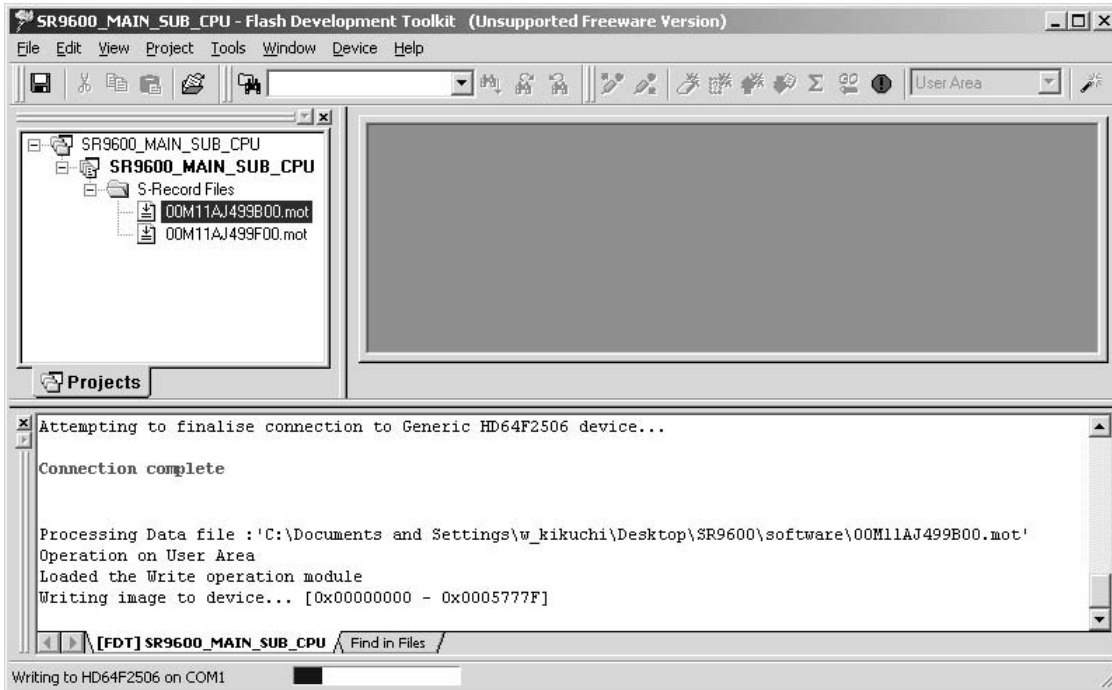 SR9600_MAIN_SUB_CPU - Flash Development Toolkit (Unsupported Freeware Version)
File Edit View Project Tools Window Device Help
User Area
SR9600_MAIN_SUB_CPU
SR9600_MAIN_SUB_CPU
S-Record Files
00M11AJ499B00.mot
00M11AJ499F00.mot
Projects
Attempting to finalise connection to Generic HD64F2506 device...
Connection complete
Processing Data file :'C:\Documents and Settings\w_kikuchi\Desktop\SR9600\software\00M11AJ499B00.mot'
Operation on User Area
Loaded the Write operation module
Writing image to device... [0x00000000 - 0x0005777F]
[FDT] SR9600_MAIN_SUB_CPU Find in Files
Writing to HD64F2506 on COM1